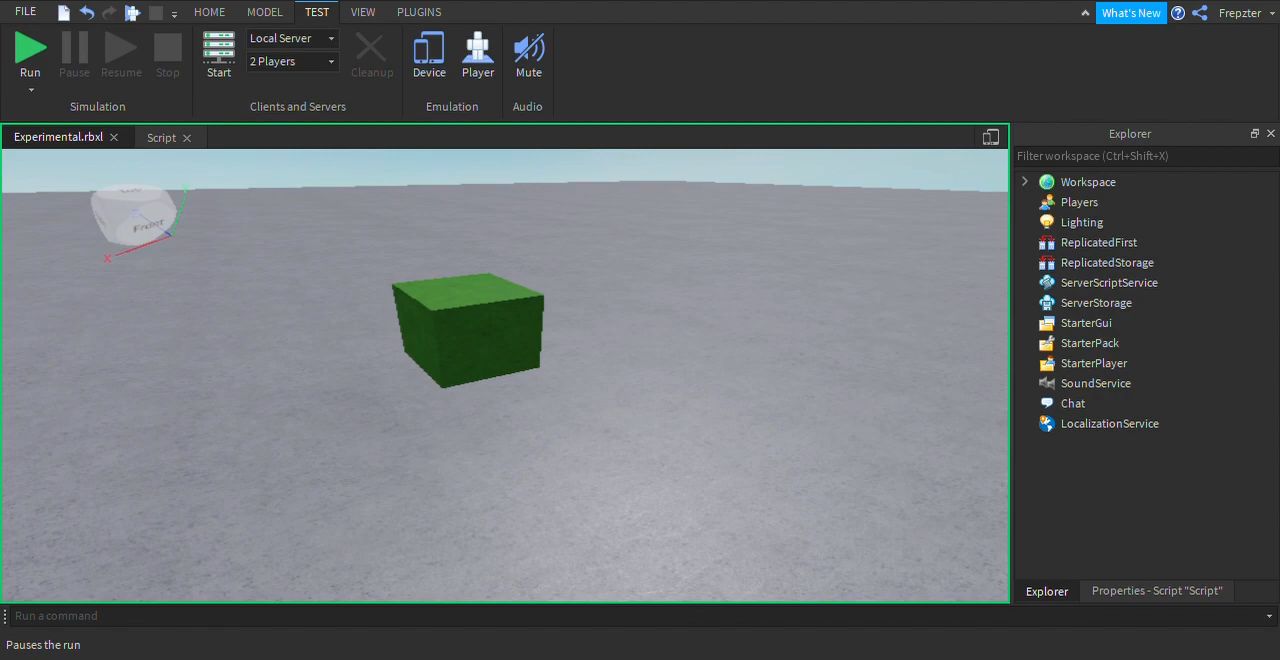 FILE HOME MODEL TEST VIEW PLUGINS What's New Frepzter
Run Pause Resume Stop Start Local Server 2 Players Cleanup Device Player Mute
Simulation Clients and Servers Emulation Audio
Experimental.rbxl Script Explorer
Filter workspace (Ctrl+Shift+X)
Front
X
Workspace
Players
Lighting
ReplicatedFirst
ReplicatedStorage
ServerScriptService
ServerStorage
StarterGui
StarterPack
StarterPlayer
SoundService
Chat
LocalizationService
Explorer Properties - Script "Script"
Run a command
Pauses the run